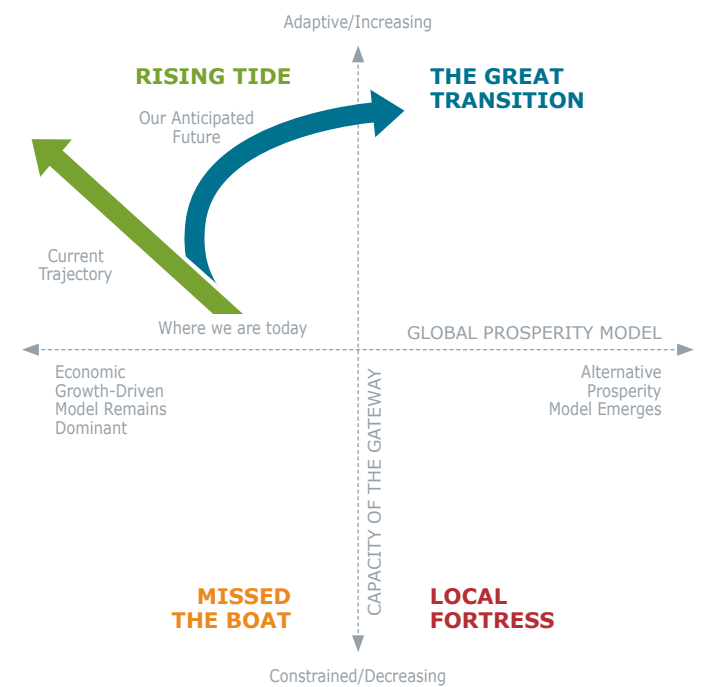 Adaptive/Increasing
RISING TIDE
Our Anticipated
Future
THE GREAT
TRANSITION
Current
Trajectory
Where we are today
GLOBAL PROSPERITY MODEL
Economic
Growth-Driven
Model Remains
Dominant
Alternative
Prosperity
Model Emerges
CAPACITY OF THE GATEWAY
MISSED
THE BOAT
LOCAL
FORTRESS
Constrained/Decreasing